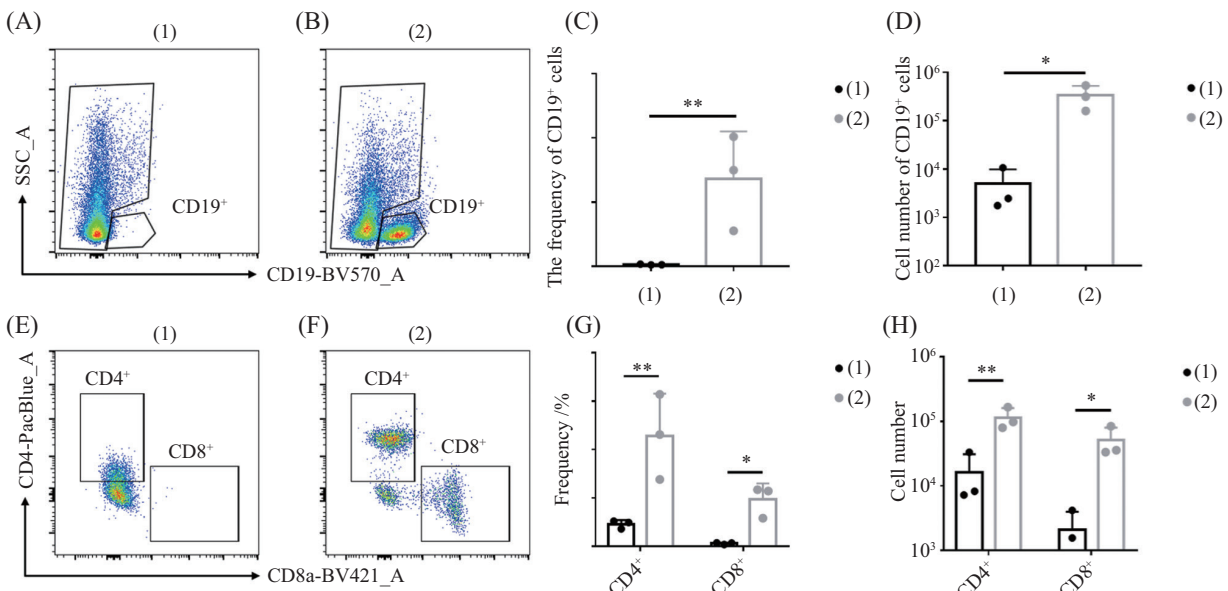 (A)
(1)
SSC_A
CD19⁺
CD19-BV570_A
(B)
(2)
CD19⁺
(C)
The frequency of CD19⁺ cells
**
(1)
(2)
(1)
(2)
(D)
Cell number of CD19⁺ cells
10⁶
10⁵
10⁴
10³
10²
*
(1)
(2)
(1)
(2)
(E)
(1)
CD4-PacBlue_A
CD4⁺
CD8⁺
CD8a-BV421_A
(F)
(2)
CD4⁺
CD8⁺
(G)
Frequency /%
**
*
CD4⁺
CD8⁺
(1)
(2)
(H)
Cell number
10⁶
10⁵
10⁴
10³
**
*
CD4⁺
CD8⁺
(1)
(2)